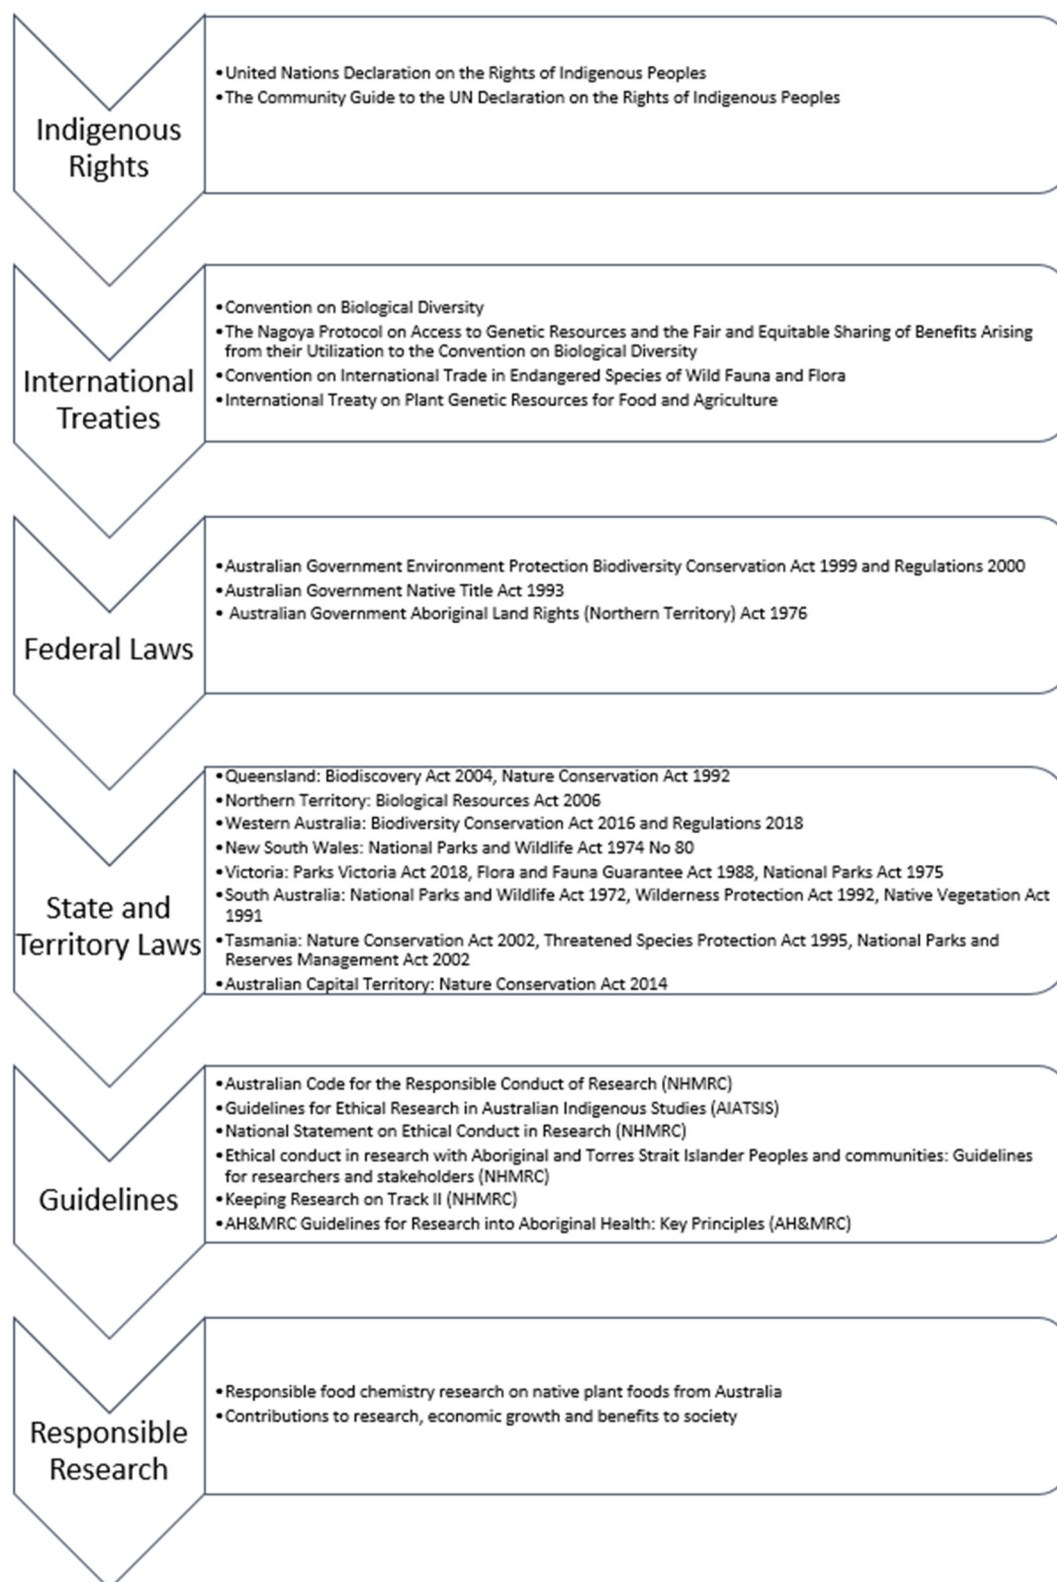 Indigenous
Rights
•United Nations Declaration on the Rights of Indigenous Peoples
•The Community Guide to the UN Declaration on the Rights of Indigenous Peoples
International
Treaties
•Convention on Biological Diversity
•The Nagoya Protocol on Access to Genetic Resources and the Fair and Equitable Sharing of Benefits Arising
from their Utilization to the Convention on Biological Diversity
•Convention on International Trade in Endangered Species of Wild Fauna and Flora
•International Treaty on Plant Genetic Resources for Food and Agriculture
Federal Laws
•Australian Government Environment Protection Biodiversity Conservation Act 1999 and Regulations 2000
•Australian Government Native Title Act 1993
• Australian Government Aboriginal Land Rights (Northern Territory) Act 1976
State and
Territory Laws
•Queensland: Biodiscovery Act 2004, Nature Conservation Act 1992
•Northern Territory: Biological Resources Act 2006
•Western Australia: Biodiversity Conservation Act 2016 and Regulations 2018
•New South Wales: National Parks and Wildlife Act 1974 No 80
•Victoria: Parks Victoria Act 2018, Flora and Fauna Guarantee Act 1988, National Parks Act 1975
•South Australia: National Parks and Wildlife Act 1972, Wilderness Protection Act 1992, Native Vegetation Act
1991
•Tasmania: Nature Conservation Act 2002, Threatened Species Protection Act 1995, National Parks and
Reserves Management Act 2002
•Australian Capital Territory: Nature Conservation Act 2014
Guidelines
•Australian Code for the Responsible Conduct of Research (NHMRC)
•Guidelines for Ethical Research in Australian Indigenous Studies (AIATSIS)
•National Statement on Ethical Conduct in Research (NHMRC)
•Ethical conduct in research with Aboriginal and Torres Strait Islander Peoples and communities: Guidelines
for researchers and stakeholders (NHMRC)
•Keeping Research on Track II (NHMRC)
•AH&MRC Guidelines for Research into Aboriginal Health: Key Principles (AH&MRC)
Responsible
Research
•Responsible food chemistry research on native plant foods from Australia
•Contributions to research, economic growth and benefits to society